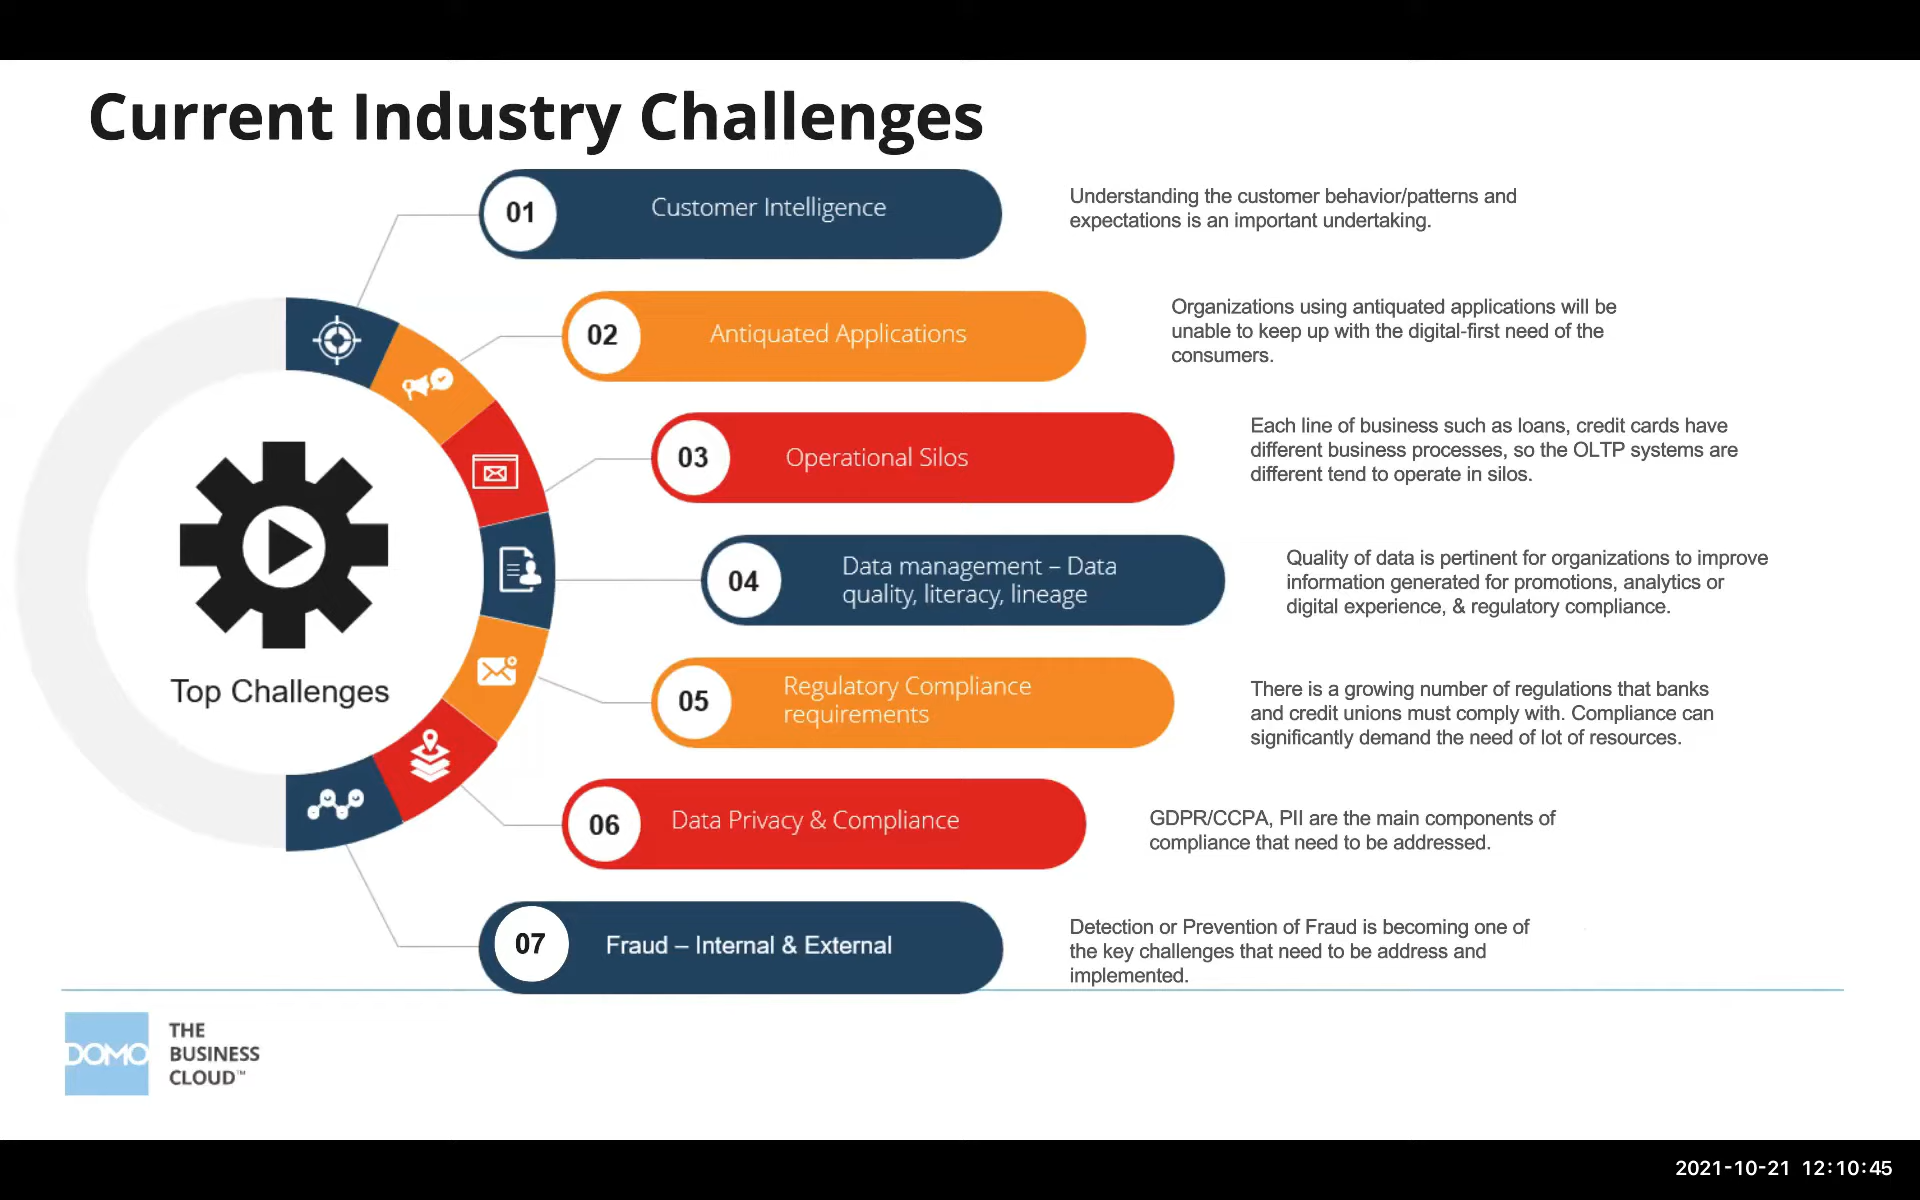 Current Industry Challenges
01
Customer Intelligence
Understanding the customer behavior/patterns and
expectations is an important undertaking.
02
Antiquated Applications
Organizations using antiquated applications will be
unable to keep up with the digital-first need of the
consumers.
03
Operational Silos
Each line of business such as loans, credit cards have
different business processes, so the OLTP systems are
different tend to operate in silos.
04
Data management – Data
quality, literacy, lineage
Quality of data is pertinent for organizations to improve
information generated for promotions, analytics or
digital experience, & regulatory compliance.
Top Challenges
05
Regulatory Compliance
requirements
There is a growing number of regulations that banks
and credit unions must comply with. Compliance can
significantly demand the need of lot of resources.
06
Data Privacy & Compliance
GDPR/CCPA, PII are the main components of
compliance that need to be addressed.
07
Fraud – Internal & External
Detection or Prevention of Fraud is becoming one of
the key challenges that need to be address and
implemented.
DOMO
THE
BUSINESS
CLOUD™
2021-10-21 12:10:45